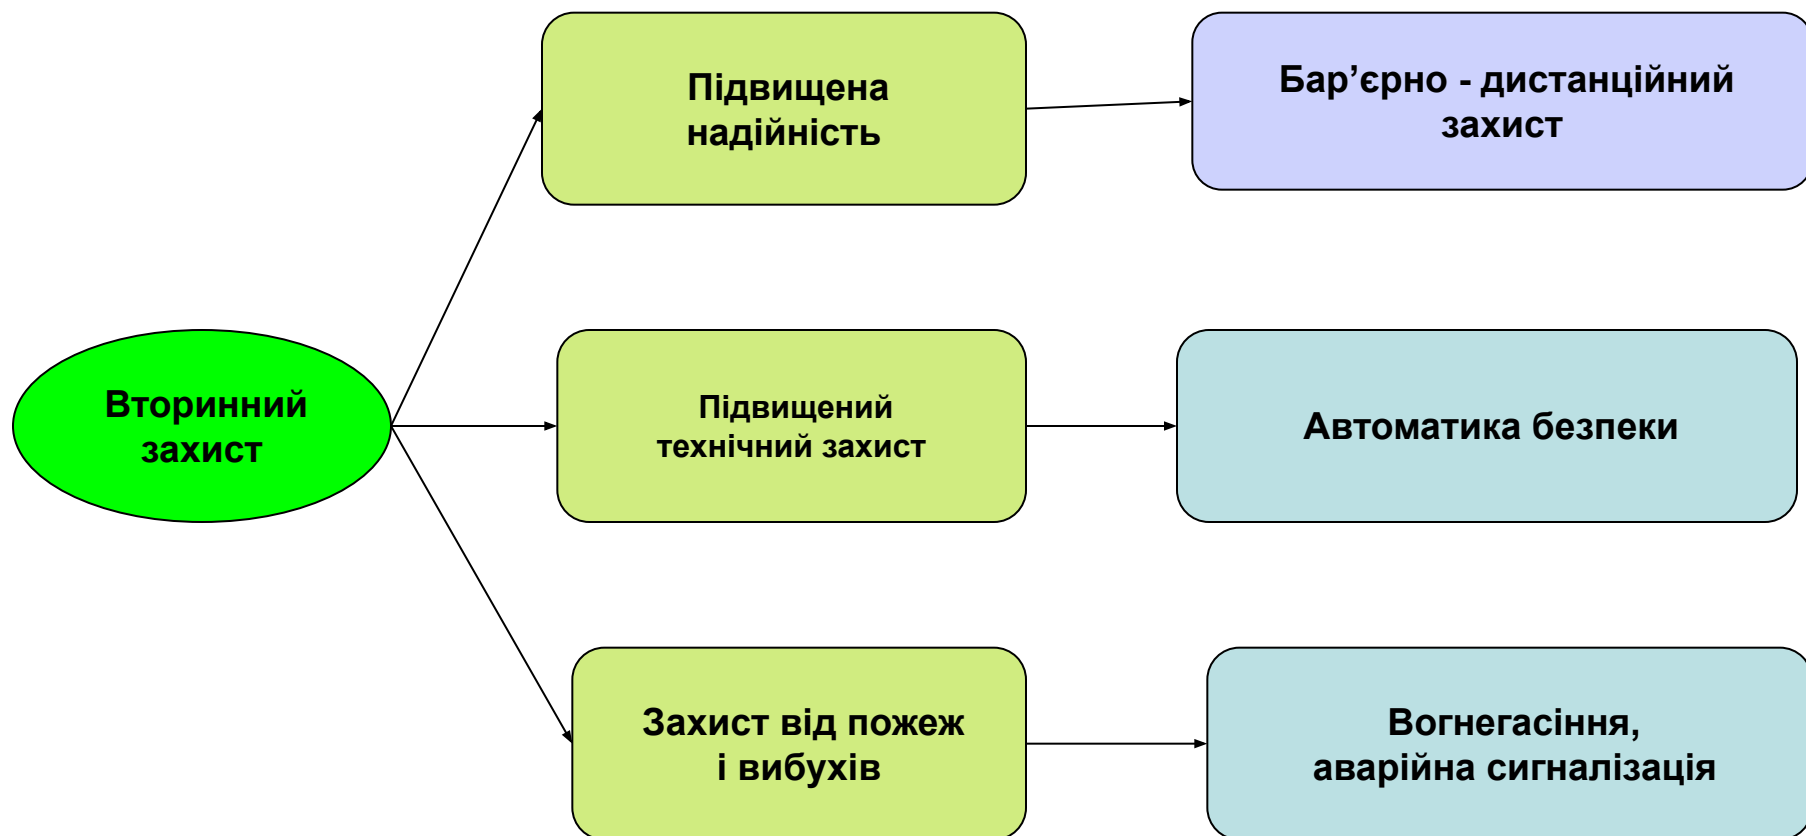 Підвищена
надійність
Бар’єрно - дистанційний
захист
Вторинний
захист
Підвищений
технічний захист
Автоматика безпеки
Захист від пожеж
і вибухів
Вогнегасіння,
аварійна сигналізація